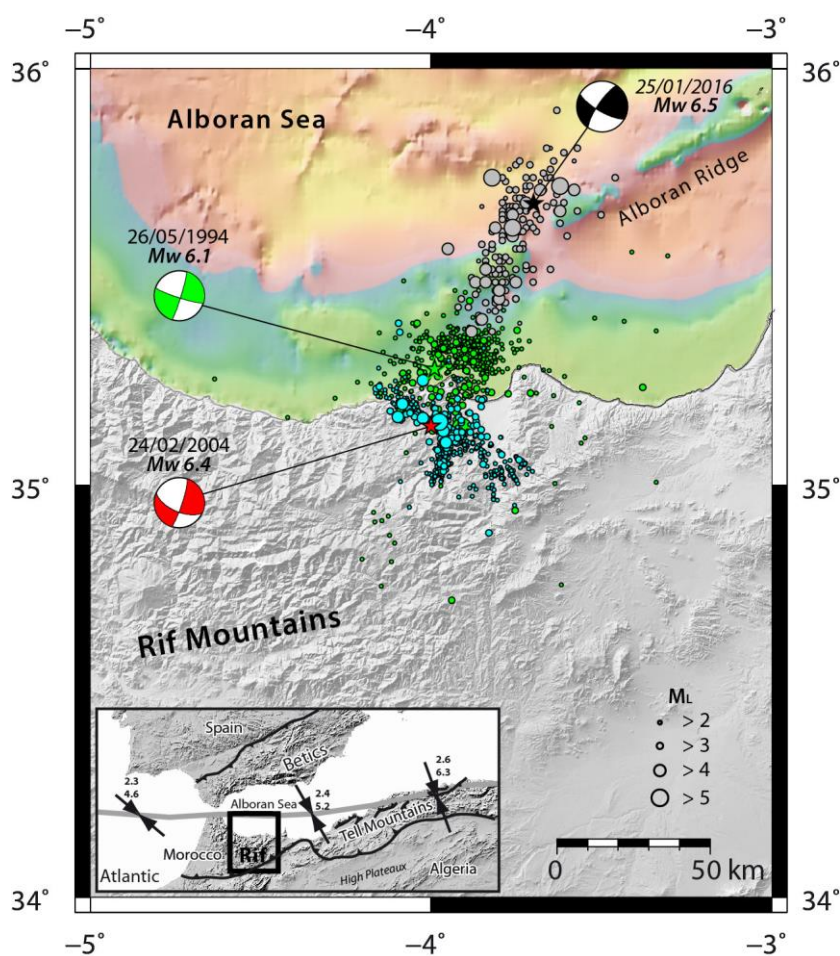 −5˚ −4˚ −3˚
36˚ 36˚
25/01/2016
Mw 6.5
Alboran Sea
Alboran Ridge
26/05/1994
Mw 6.1
24/02/2004
Mw 6.4
35˚ 35˚
Rif Mountains
ML
> 2
> 3
> 4
> 5
0 50 km
Spain
Betics
2.3
4.6
2.4
5.2
2.6
6.3
Alboran Sea
Tell Mountains
Morocco
Rif
Atlantic
High Plateaux
Algeria
34˚ 34˚
−5˚ −4˚ −3˚